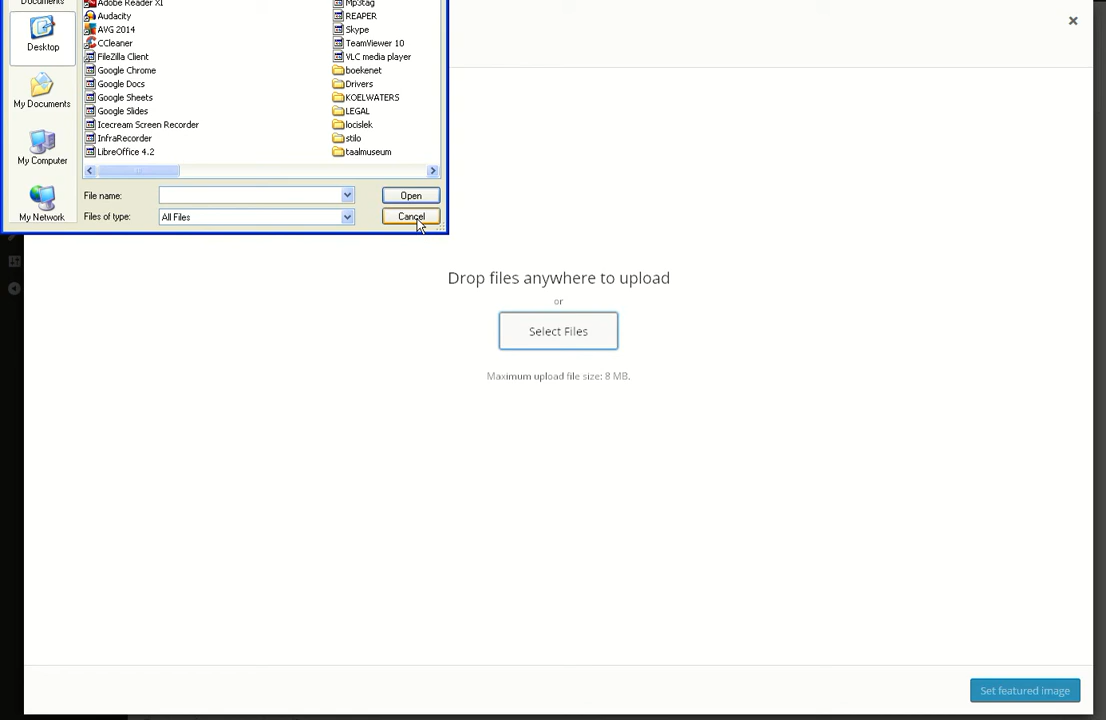 Documents
Adobe Reader XI
Audacity
AVG 2014
CCleaner
FileZilla Client
Google Chrome
Google Docs
Google Sheets
Google Slides
Icecream Screen Recorder
InfraRecorder
LibreOffice 4.2
Mp3tag
REAPER
Skype
TeamViewer 10
VLC media player
boekenet
Drivers
KOELWATERS
LEGAL
locislek
stilo
taalmuseum
Desktop
My Documents
My Computer
My Network
File name:
Open
Files of type:
All Files
Cancel
Drop files anywhere to upload
or
Select Files
Maximum upload file size: 8 MB.
Set featured image